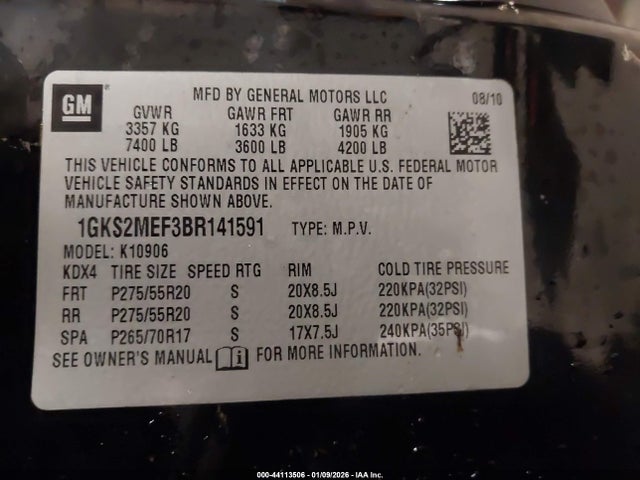 GM MFD BY GENERAL MOTORS LLC 08/10
GVWR GAWR FRT GAWR RR
3357 KG 1633 KG 1905 KG
7400 LB 3600 LB 4200 LB
THIS VEHICLE CONFORMS TO ALL APPLICABLE U.S. FEDERAL MOTOR
VEHICLE SAFETY STANDARDS IN EFFECT ON THE DATE OF
MANUFACTURE SHOWN ABOVE.
1GKS2MEF3BR141591 TYPE: M.P.V.
MODEL: K10906
KDX4 TIRE SIZE SPEED RTG RIM COLD TIRE PRESSURE
FRT P275/55R20 S 20X8.5J 220KPA(32PSI)
RR P275/55R20 S 20X8.5J 220KPA(32PSI)
SPA P265/70R17 S 17X7.5J 240KPA(35PSI)
SEE OWNER'S MANUAL i FOR MORE INFORMATION.
000-44113506 - 01/09/2026 - IAA Inc.